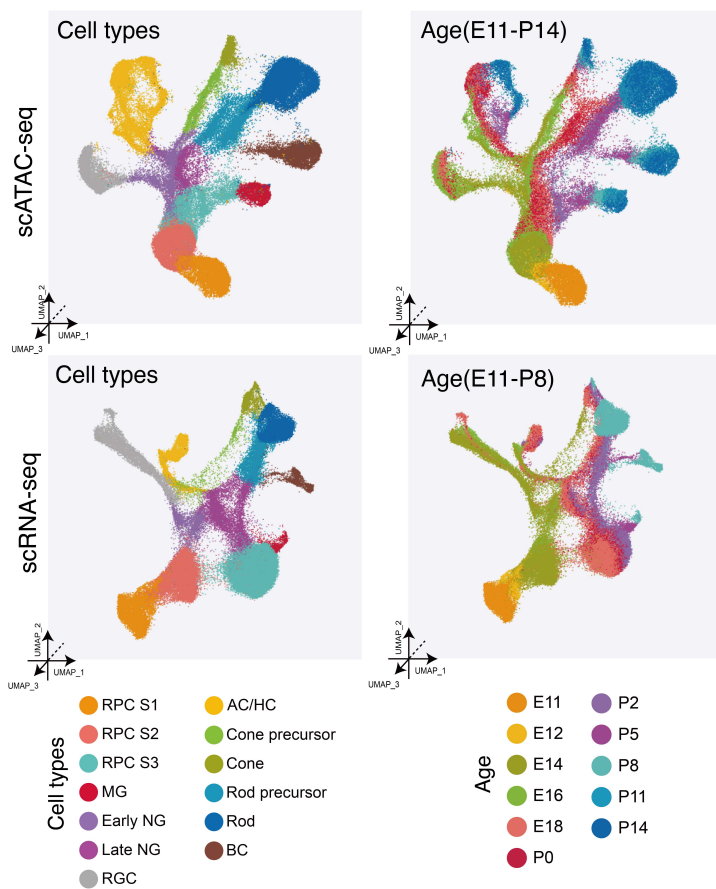 Cell types
Age(E11-P14)
scATAC-seq
UMAP_2
UMAP_1
UMAP_3
UMAP_2
UMAP_1
UMAP_3
Cell types
Age(E11-P8)
scRNA-seq
UMAP_2
UMAP_1
UMAP_3
UMAP_2
UMAP_1
UMAP_3
Cell types
RPC S1
RPC S2
RPC S3
MG
Early NG
Late NG
RGC
AC/HC
Cone precursor
Cone
Rod precursor
Rod
BC
Age
E11
E12
E14
E16
E18
P0
P2
P5
P8
P11
P14